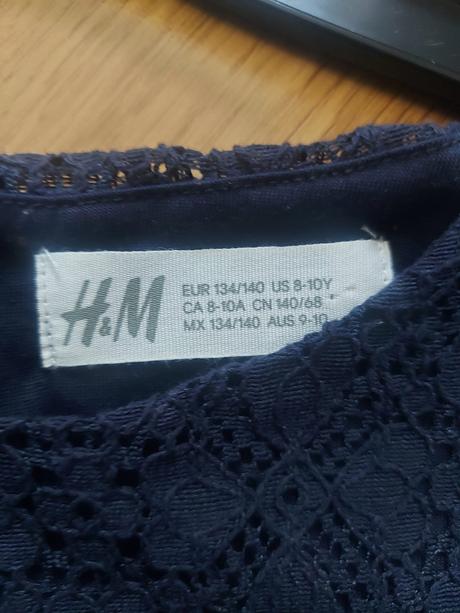 H&M
EUR 134/140 US 8-10Y
CA 8-10A CN 140/68
MX 134/140 AUS 9-10